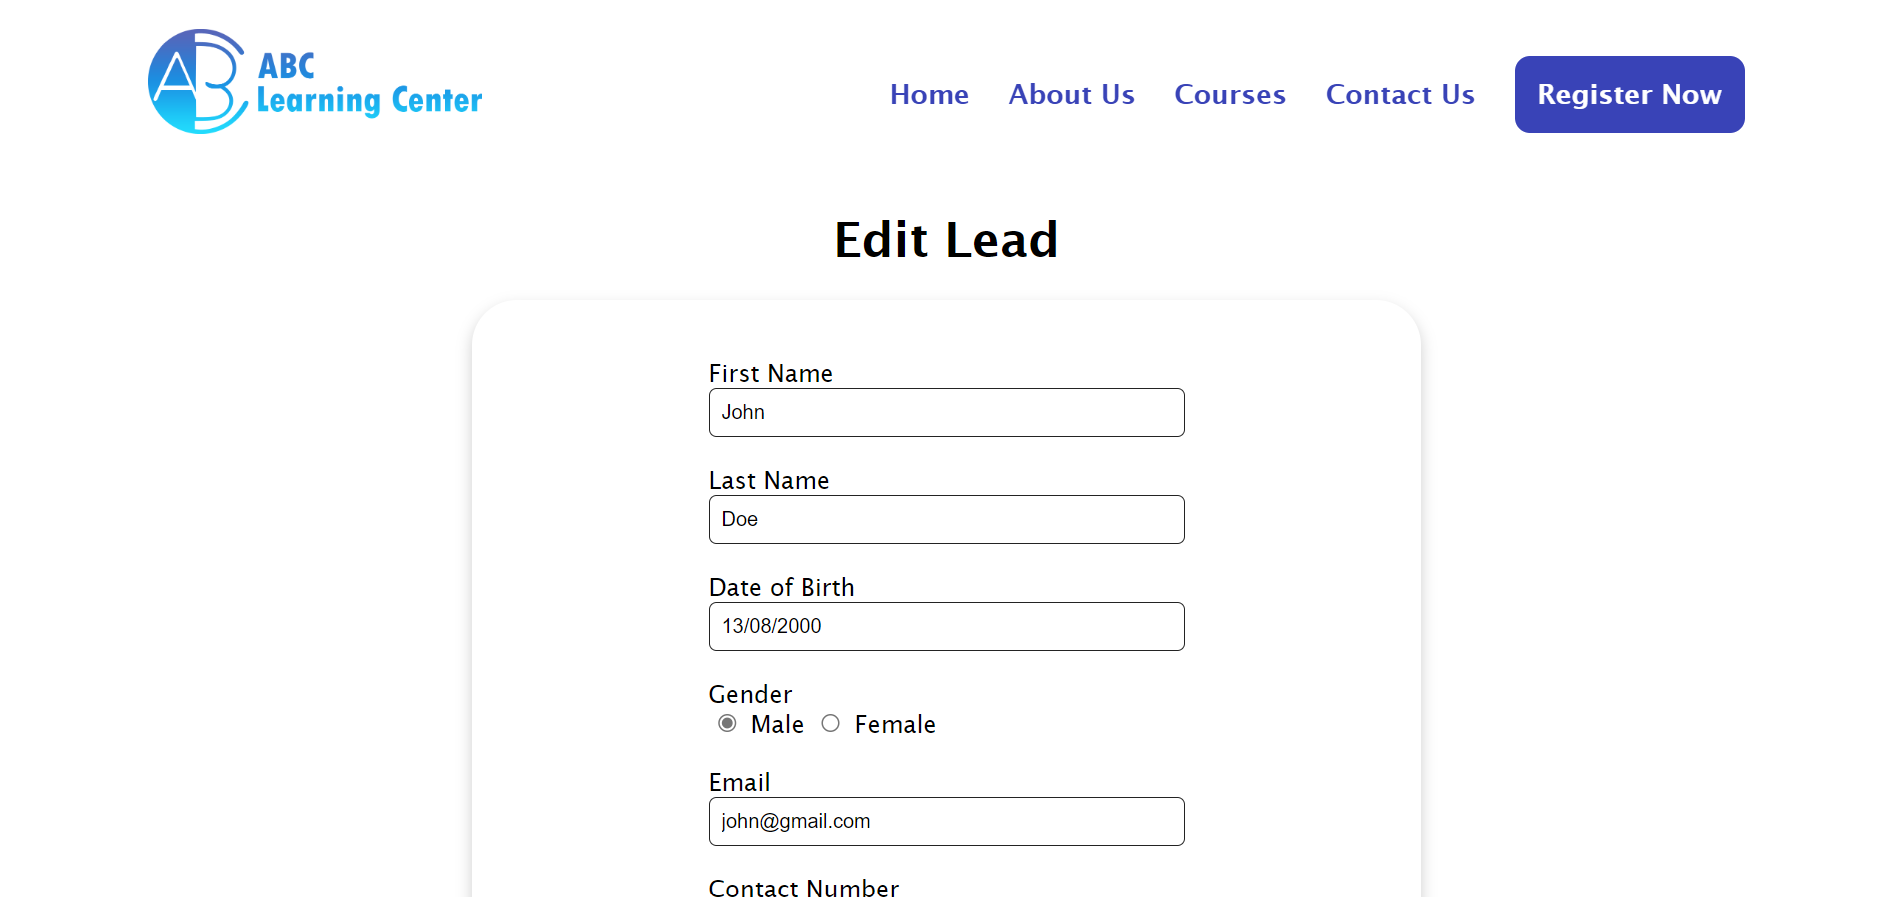 AB ABC
Learning Center
Home About Us Courses Contact Us Register Now
Edit Lead
First Name
John
Last Name
Doe
Date of Birth
13/08/2000
Gender
Male Female
Email
john@gmail.com
Contact Number